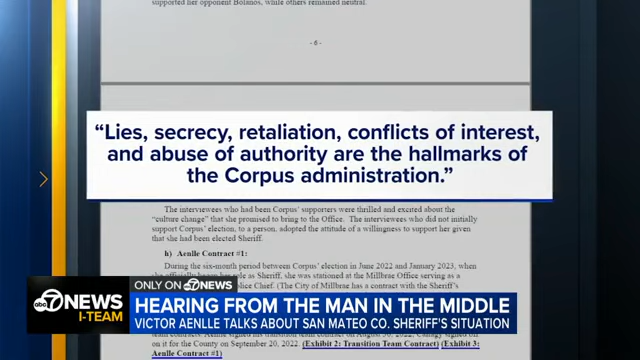 supported her opponent Bolanos, while others remained neutral.
- 6 -
“Lies, secrecy, retaliation, conflicts of interest,
and abuse of authority are the hallmarks of
the Corpus administration.”
The interviewees who had been Corpus’ supporters were thrilled and excited about the
“culture change” that she promised to bring to the Office. The interviewees who did not initially
support Corpus’ election, to a person, adopted the attitude of a willingness to support her given
that she had been elected Sheriff.
h) Aenlle Contract #1:
During the six-month period between Corpus’ election in June 2022 and January 2023, when
she officially began her role as Sheriff, she was stationed at the Millbrae Office serving as a
Police Chief. (The City of Millbrae has a contract with the Sheriff’s
ONLY ON abc7NEWS
abc7NEWS
I-TEAM
HEARING FROM THE MAN IN THE MIDDLE
VICTOR AENLLE TALKS ABOUT SAN MATEO CO. SHERIFF'S SITUATION
on it for the County on September 20, 2022. (Exhibit 2: Transition Team Contract) (Exhibit 3:
Aenlle Contract #1)